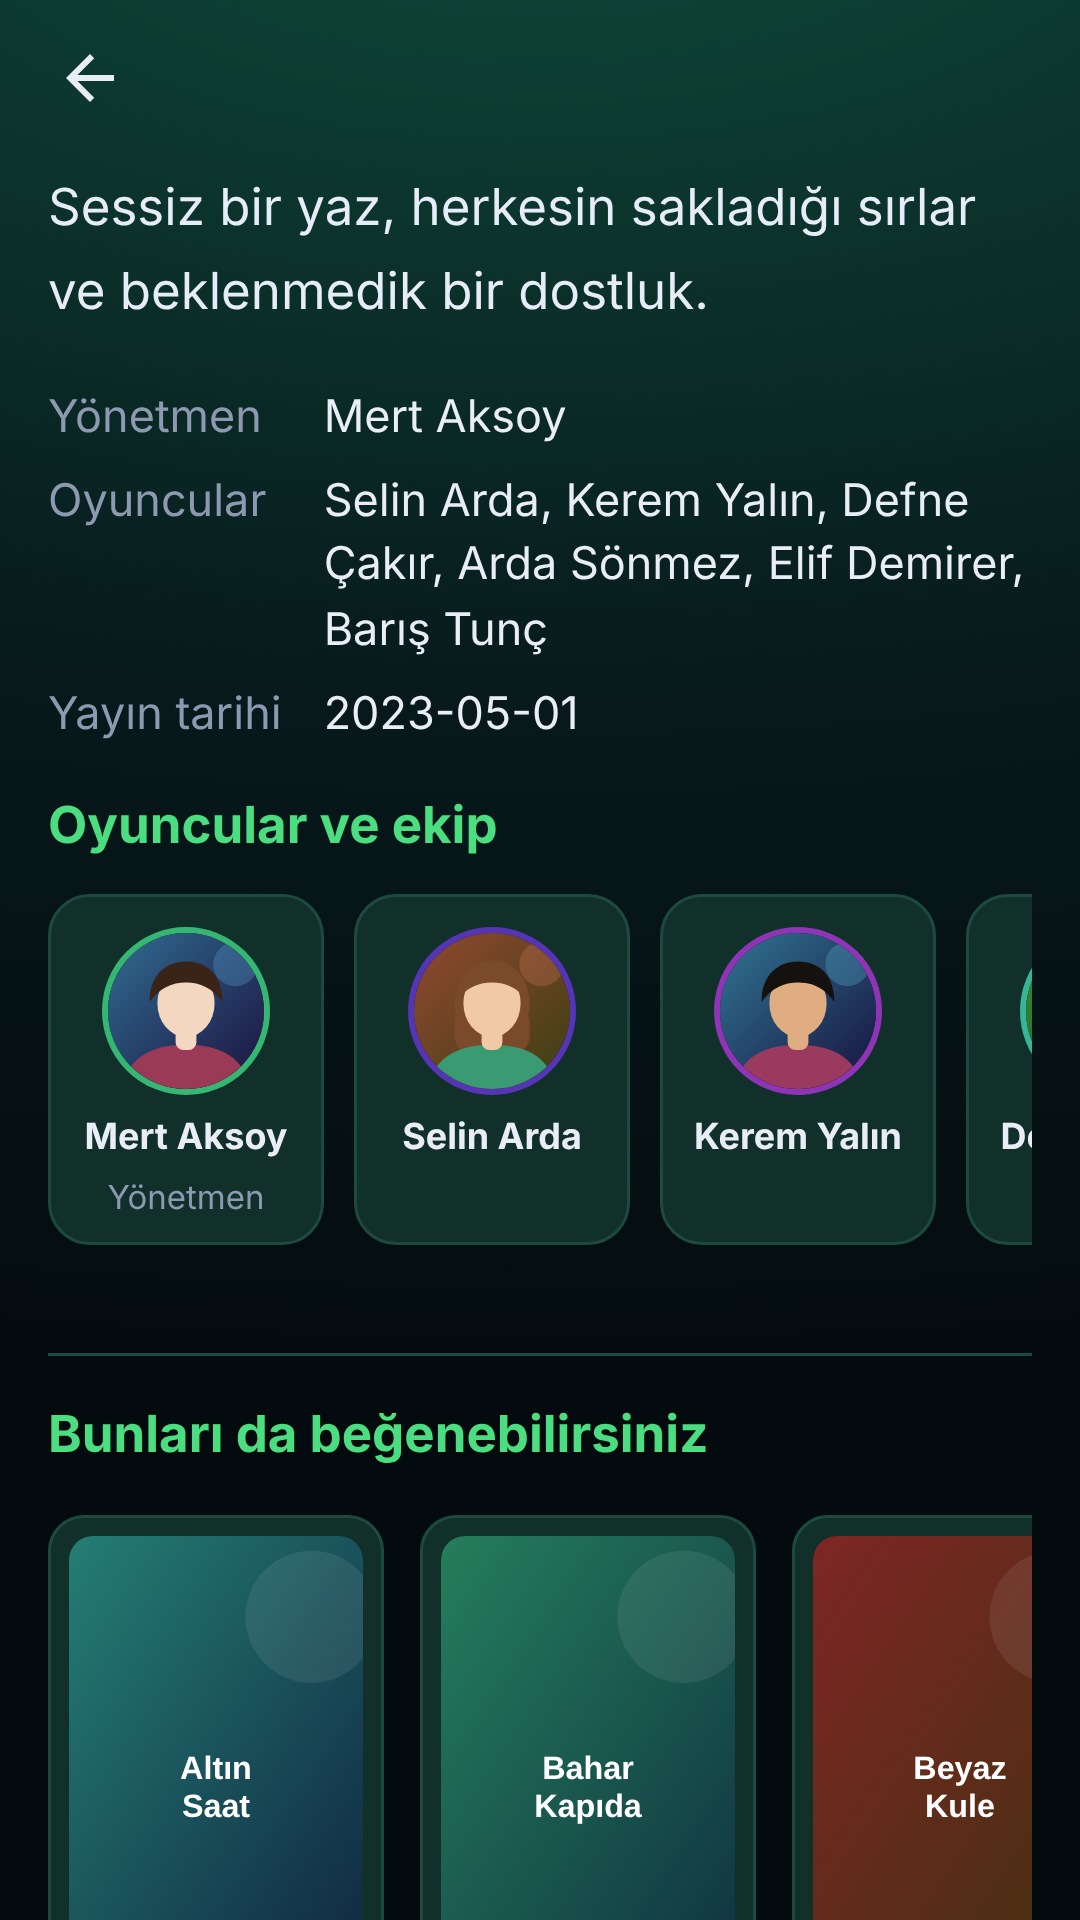 Sessiz bir yaz, herkesin sakladığı sırlar
ve beklenmedik bir dostluk.
Yönetmen Mert Aksoy
Oyuncular Selin Arda, Kerem Yalın, Defne
Çakır, Arda Sönmez, Elif Demirer,
Barış Tunç
Yayın tarihi 2023-05-01
Oyuncular ve ekip
Mert Aksoy
Yönetmen
Selin Arda
Kerem Yalın
Bunları da beğenebilirsiniz
Altın
Saat
Bahar
Kapıda
Beyaz
Kule